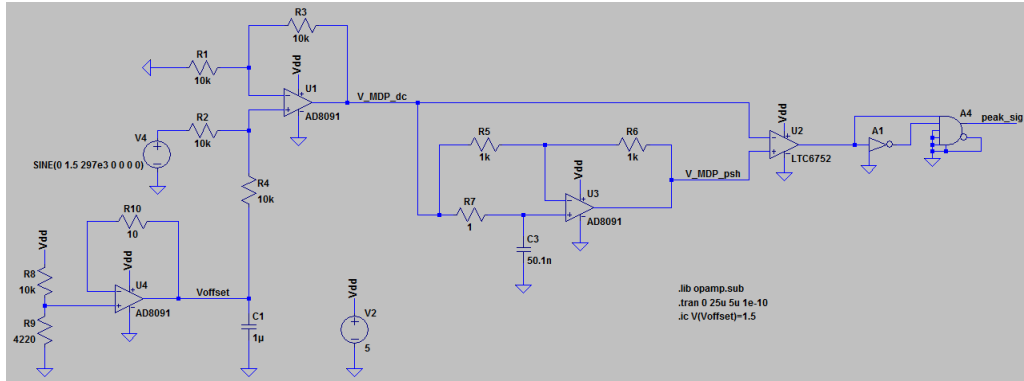 R3
10k
R1
10k
Vdd
U1
AD8091
V_MDP_dc
R2
10k
V4
SINE(0 1.5 297e3 0 0 0 0)
R4
10k
R5
1k
R6
1k
Vdd
U3
AD8091
R7
1
C3
50.1n
V_MDP_psh
Vdd
U2
LTC6752
A1
A4
peak_sig
R10
10
Vdd
R8
10k
R9
4220
Vdd
U4
AD8091
Voffset
C1
1µ
Vdd
V2
5
.lib opamp.sub
.tran 0 25u 5u 1e-10
.ic V(Voffset)=1.5